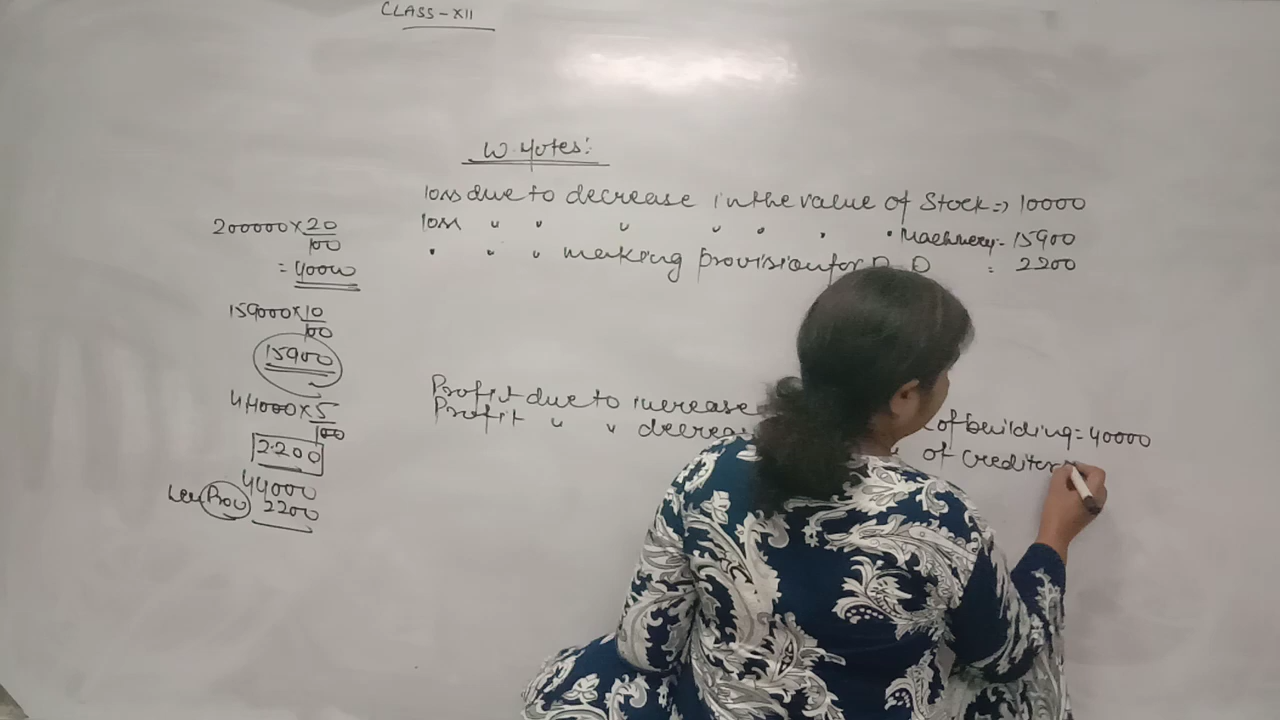 CLASS-XII
W. Notes:
loss due to decrease in the value of Stock => 10000
loss " " " " " " " Machinery - 15900
" " " making provision for D.D = 2200
200000 × 20/100
= 40000
159000 × 10/100
15900
44000 × 5/100
2200
44000
Less Prov 2200
Profit due to increase of building = 40000
Profit " " decrea of creditor